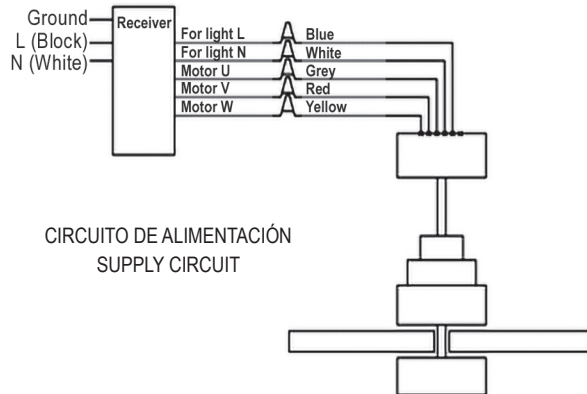 Ground
L (Block)
N (White)
Receiver
For light L Blue
For light N White
Motor U Grey
Motor V Red
Motor W Yellow
CIRCUITO DE ALIMENTACIÓN
SUPPLY CIRCUIT